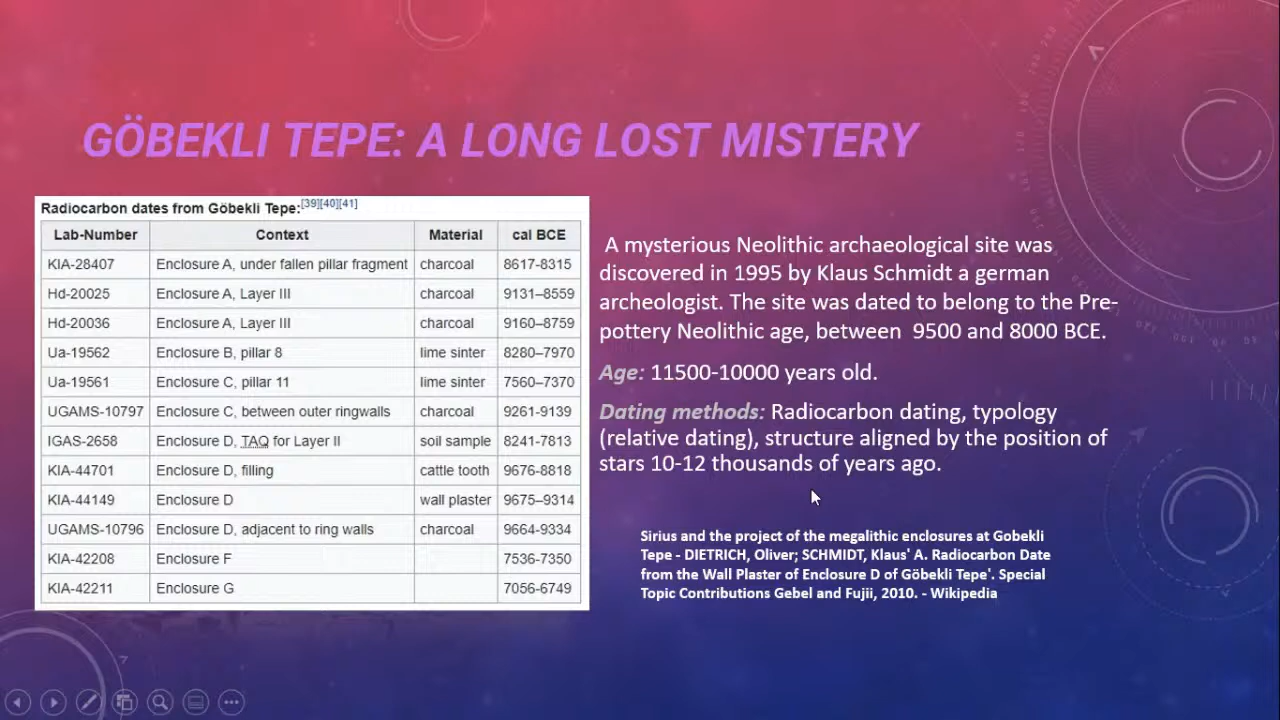 GÖBEKLI TEPE: A LONG LOST MISTERY
Radiocarbon dates from Göbekli Tepe:[39][40][41]
Lab-Number Context Material cal BCE
KIA-28407 Enclosure A, under fallen pillar fragment charcoal 8617-8315
Hd-20025 Enclosure A, Layer III charcoal 9131–8559
Hd-20036 Enclosure A, Layer III charcoal 9160–8759
Ua-19562 Enclosure B, pillar 8 lime sinter 8280–7970
Ua-19561 Enclosure C, pillar 11 lime sinter 7560–7370
UGAMS-10797 Enclosure C, between outer ringwalls charcoal 9261-9139
IGAS-2658 Enclosure D, TAQ for Layer II soil sample 8241-7813
KIA-44701 Enclosure D, filling cattle tooth 9676-8818
KIA-44149 Enclosure D wall plaster 9675–9314
UGAMS-10796 Enclosure D, adjacent to ring walls charcoal 9664-9334
KIA-42208 Enclosure F 7536-7350
KIA-42211 Enclosure G 7056-6749
A mysterious Neolithic archaeological site was
discovered in 1995 by Klaus Schmidt a german
archeologist. The site was dated to belong to the Pre-
pottery Neolithic age, between 9500 and 8000 BCE.
Age: 11500-10000 years old.
Dating methods: Radiocarbon dating, typology
(relative dating), structure aligned by the position of
stars 10-12 thousands of years ago.
Sirius and the project of the megalithic enclosures at Gobekli
Tepe - DIETRICH, Oliver; SCHMIDT, Klaus' A. Radiocarbon Date
from the Wall Plaster of Enclosure D of Göbekli Tepe'. Special
Topic Contributions Gebel and Fujii, 2010. - Wikipedia